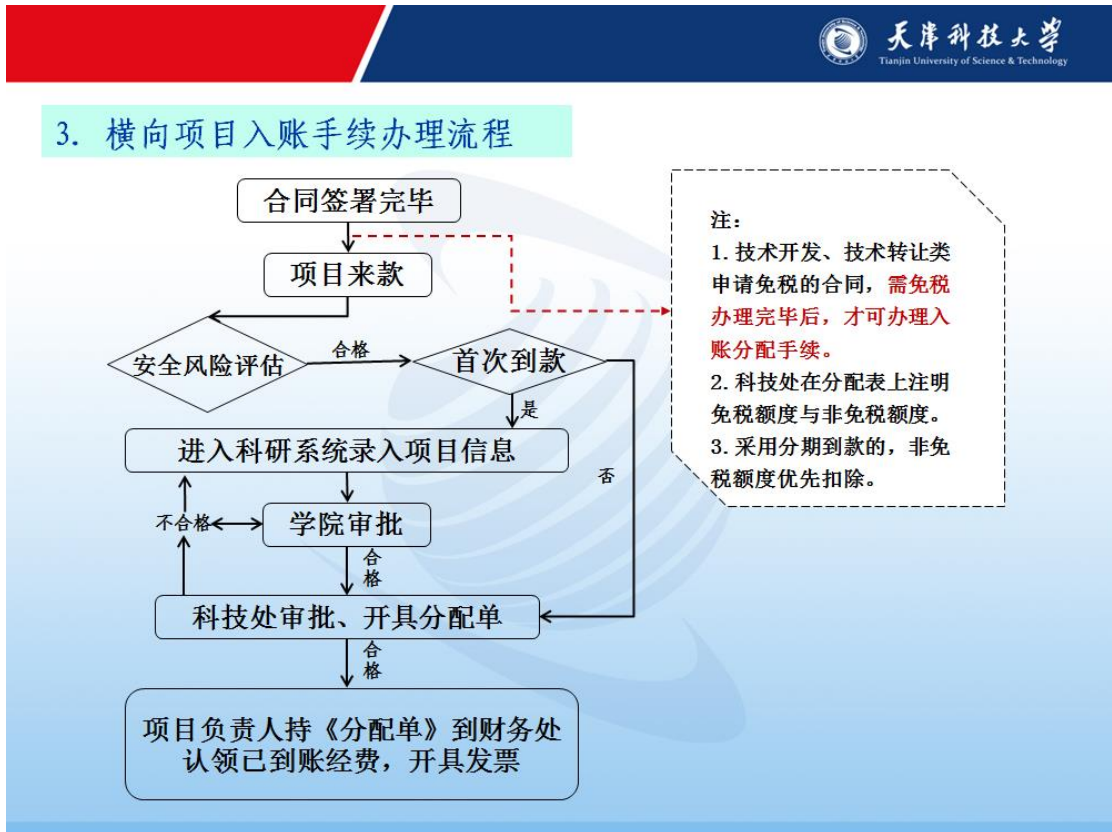 天津科技大学
Tianjin University of Science & Technology
3. 横向项目入账手续办理流程
合同签署完毕
项目来款
安全风险评估
合格
首次到款
是
否
进入科研系统录入项目信息
不合格
学院审批
合
格
科技处审批、开具分配单
合
格
项目负责人持《分配单》到财务处
认领已到账经费，开具发票
注：
1. 技术开发、技术转让类
申请免税的合同，需免税
办理完毕后，才可办理入
账分配手续。
2. 科技处在分配表上注明
免税额度与非免税额度。
3. 采用分期到款的，非免
税额度优先扣除。